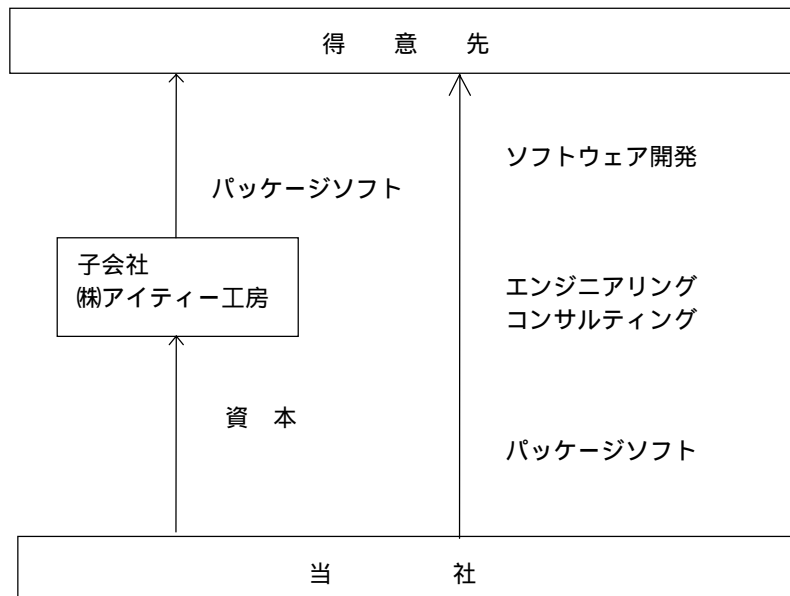 得 意 先
ソフトウェア開発
パッケージソフト
子会社
㈱アイティー工房
エンジニアリング
コンサルティング
資 本
パッケージソフト
当 社